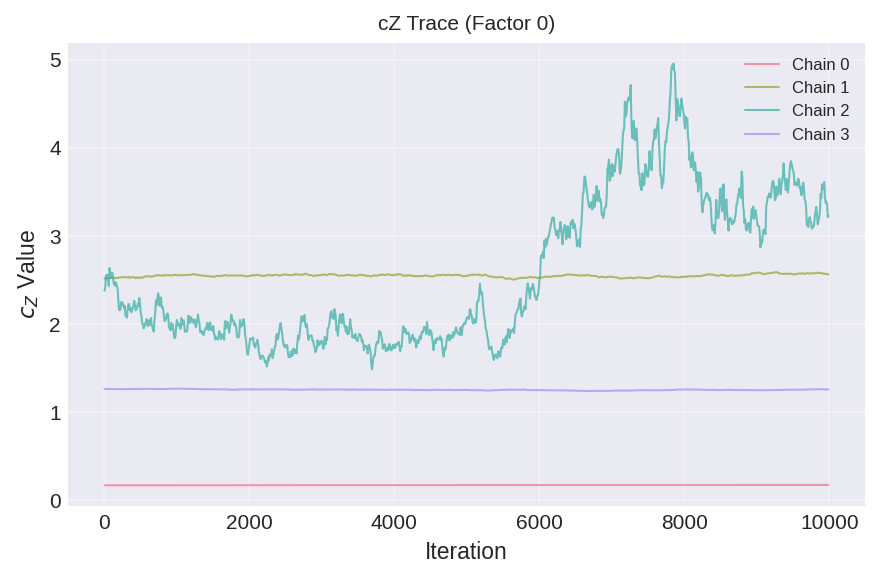 cZ Trace (Factor 0)
Chain 0
Chain 1
Chain 2
Chain 3
cZ Value
5
4
3
2
1
0
0 2000 4000 6000 8000 10000
Iteration